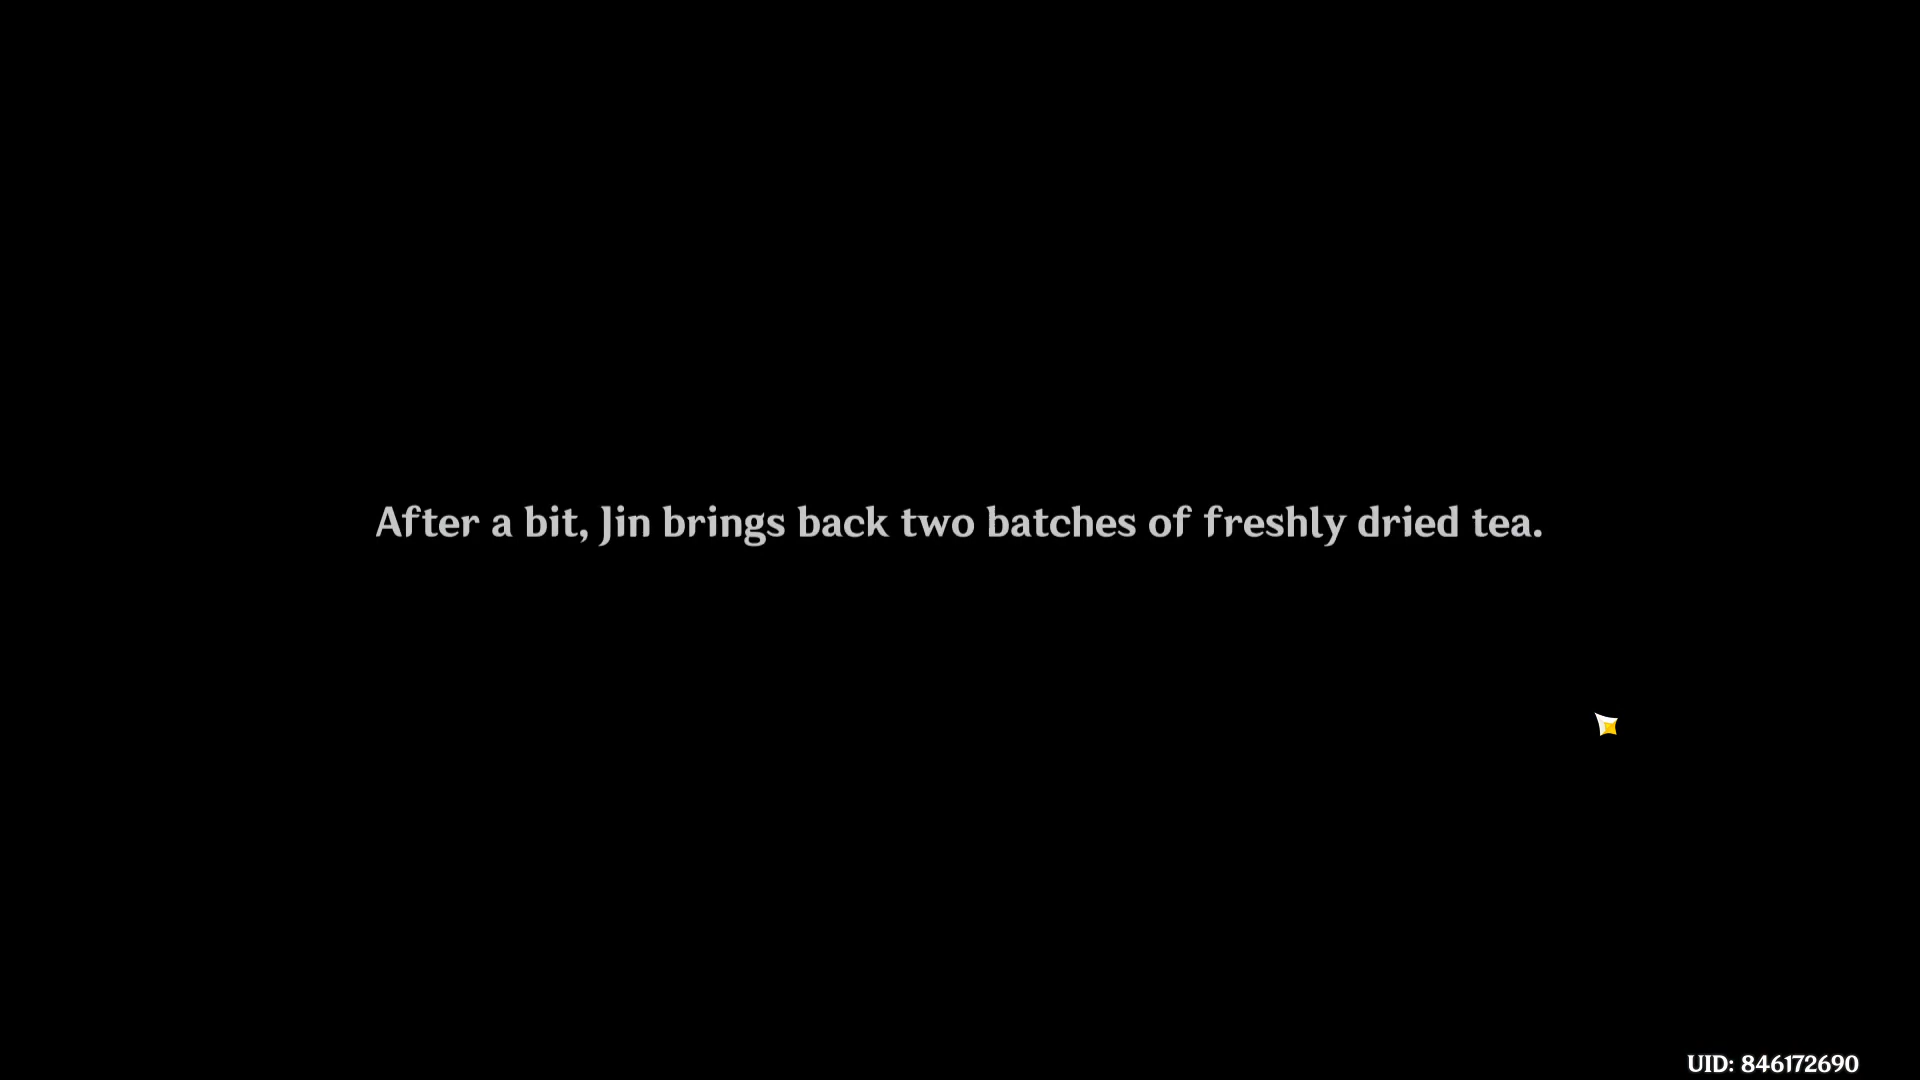 After a bit, Jin brings back two batches of freshly dried tea.
UID: 846172690